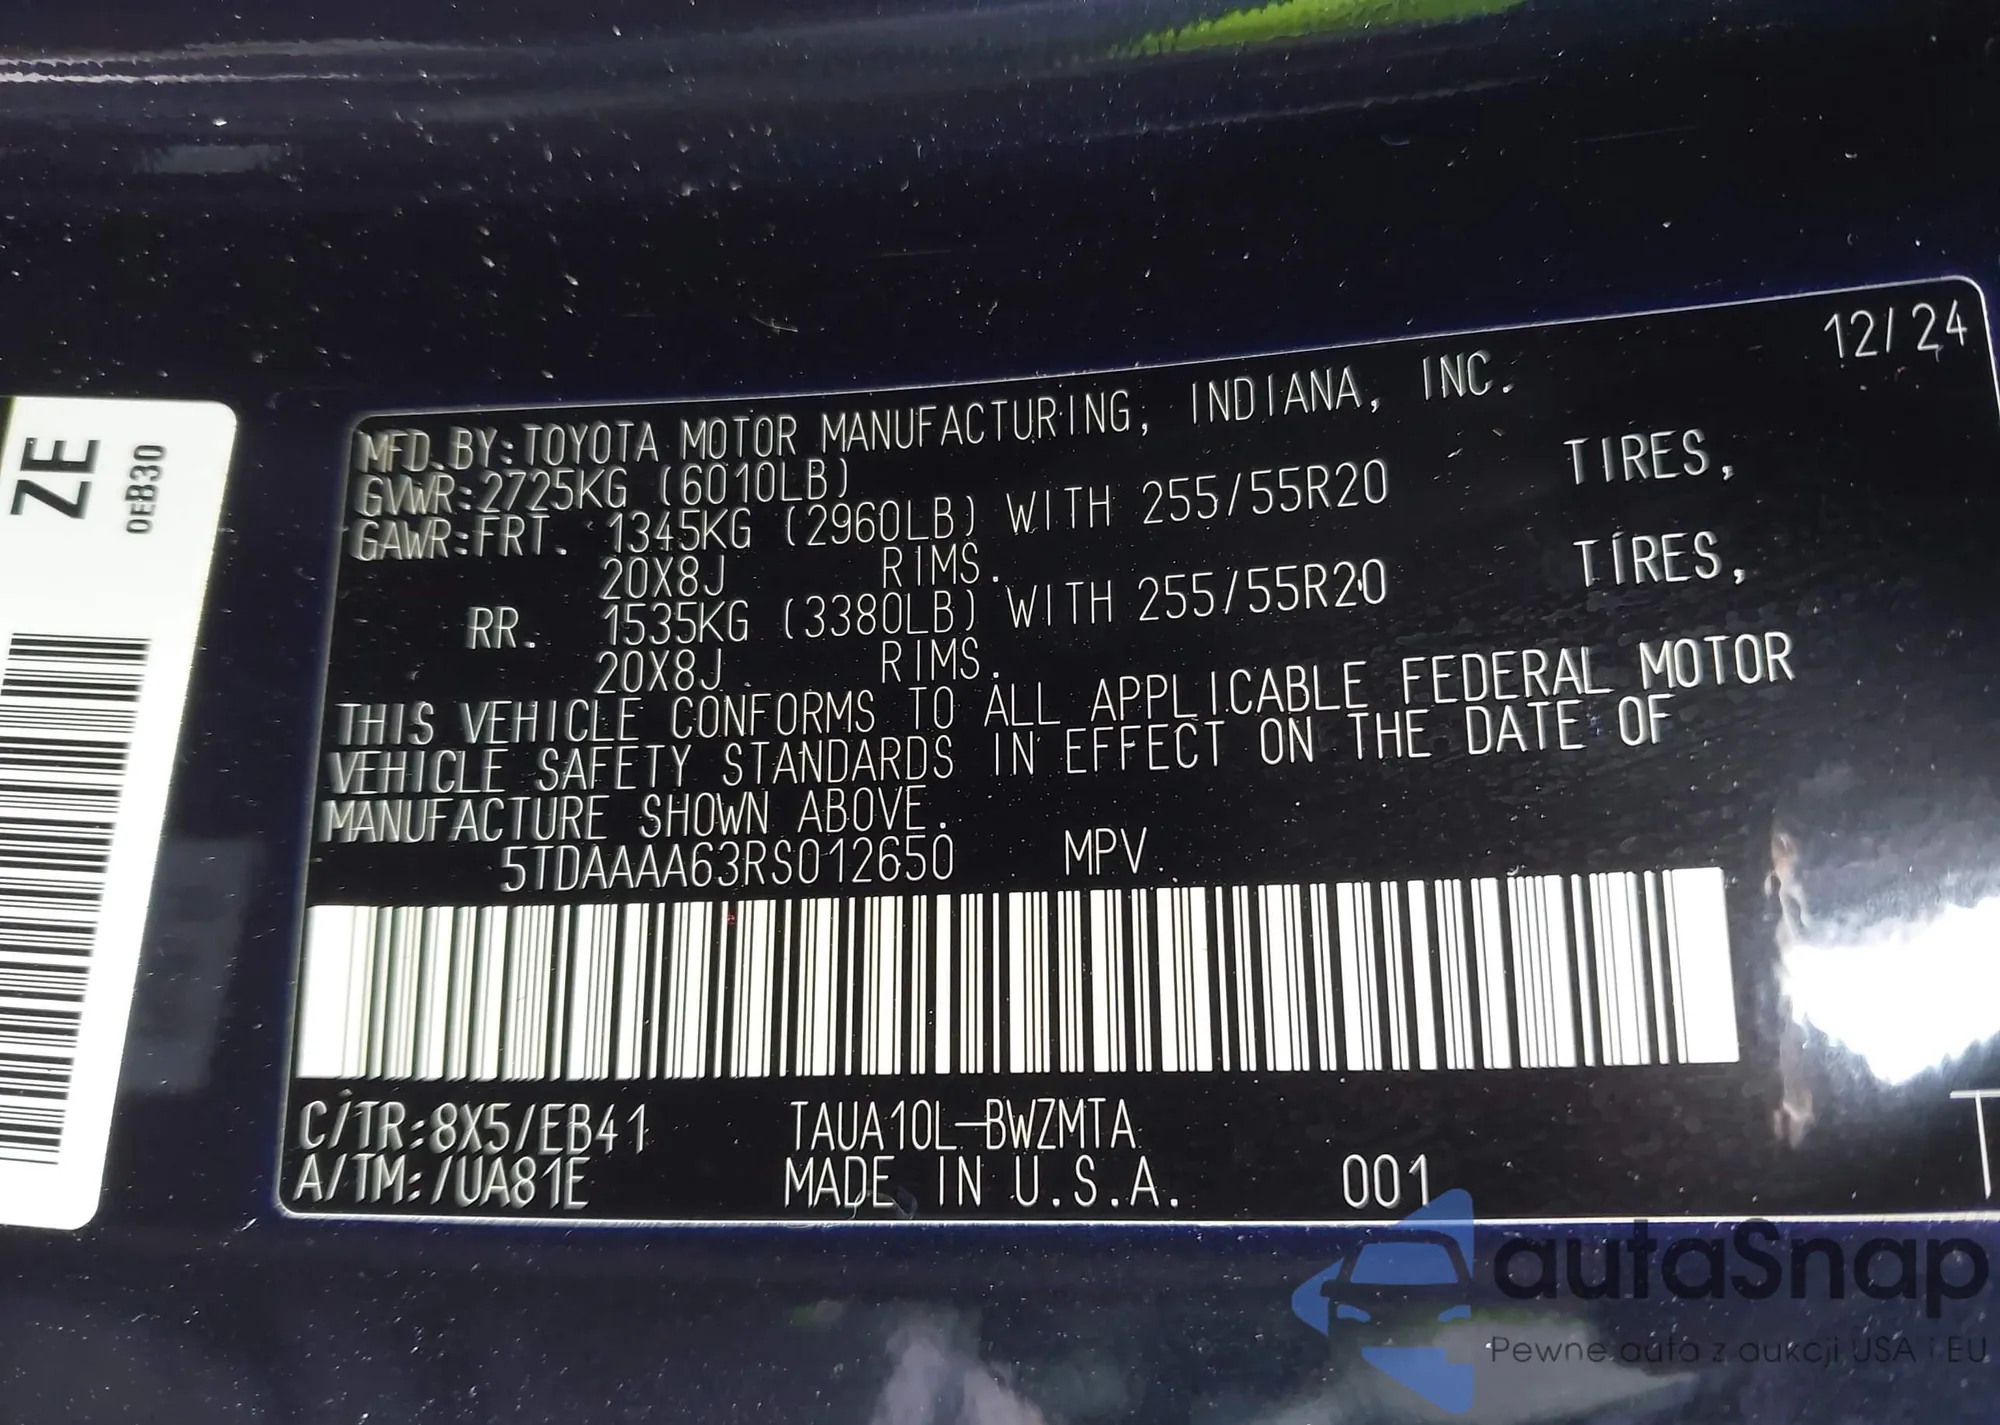 12/24
MFD.BY:TOYOTA MOTOR MANUFACTURING, INDIANA, INC.
GVWR:2725KG (6010LB)
GAWR:FRT. 1345KG (2960LB) WITH 255/55R20 TIRES,
20X8J RIMS.
RR. 1535KG (3380LB) WITH 255/55R20 TIRES,
20X8J RIMS.
THIS VEHICLE CONFORMS TO ALL APPLICABLE FEDERAL MOTOR
VEHICLE SAFETY STANDARDS IN EFFECT ON THE DATE OF
MANUFACTURE SHOWN ABOVE.
5TDAAAA63RS012650 MPV
C/TR:8X5/EB41 TAUA10L-BWZMTA
A/TM:/UA81E MADE IN U.S.A. 001
T
ZE
0EB30
autaSnap
Pewne auta z aukcji USA i EU